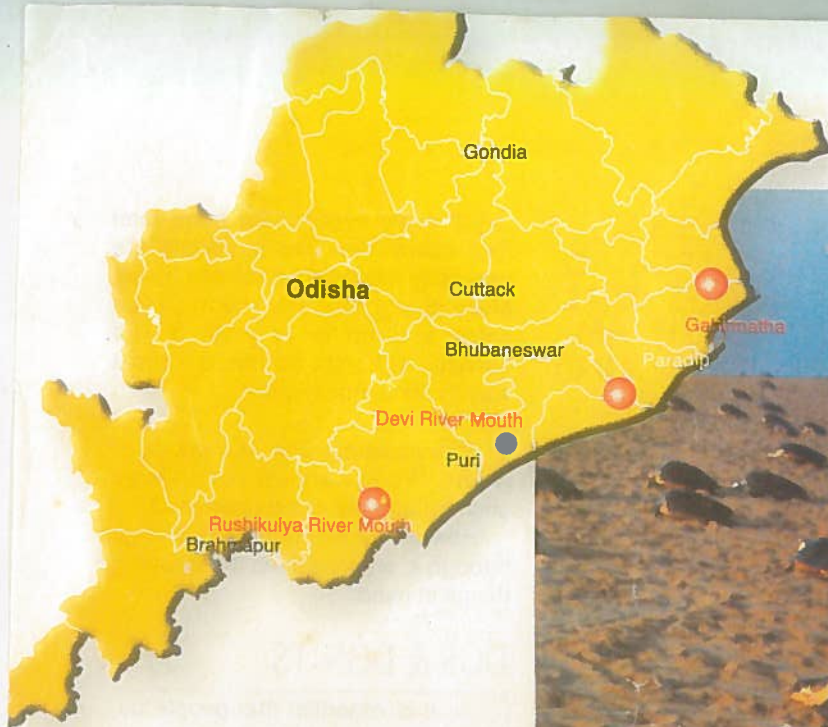 Gondia
Odisha
Cuttack
Gahirmatha
Bhubaneswar
Paradip
Devi River Mouth
Puri
Rushikulya River Mouth
Brahmapur